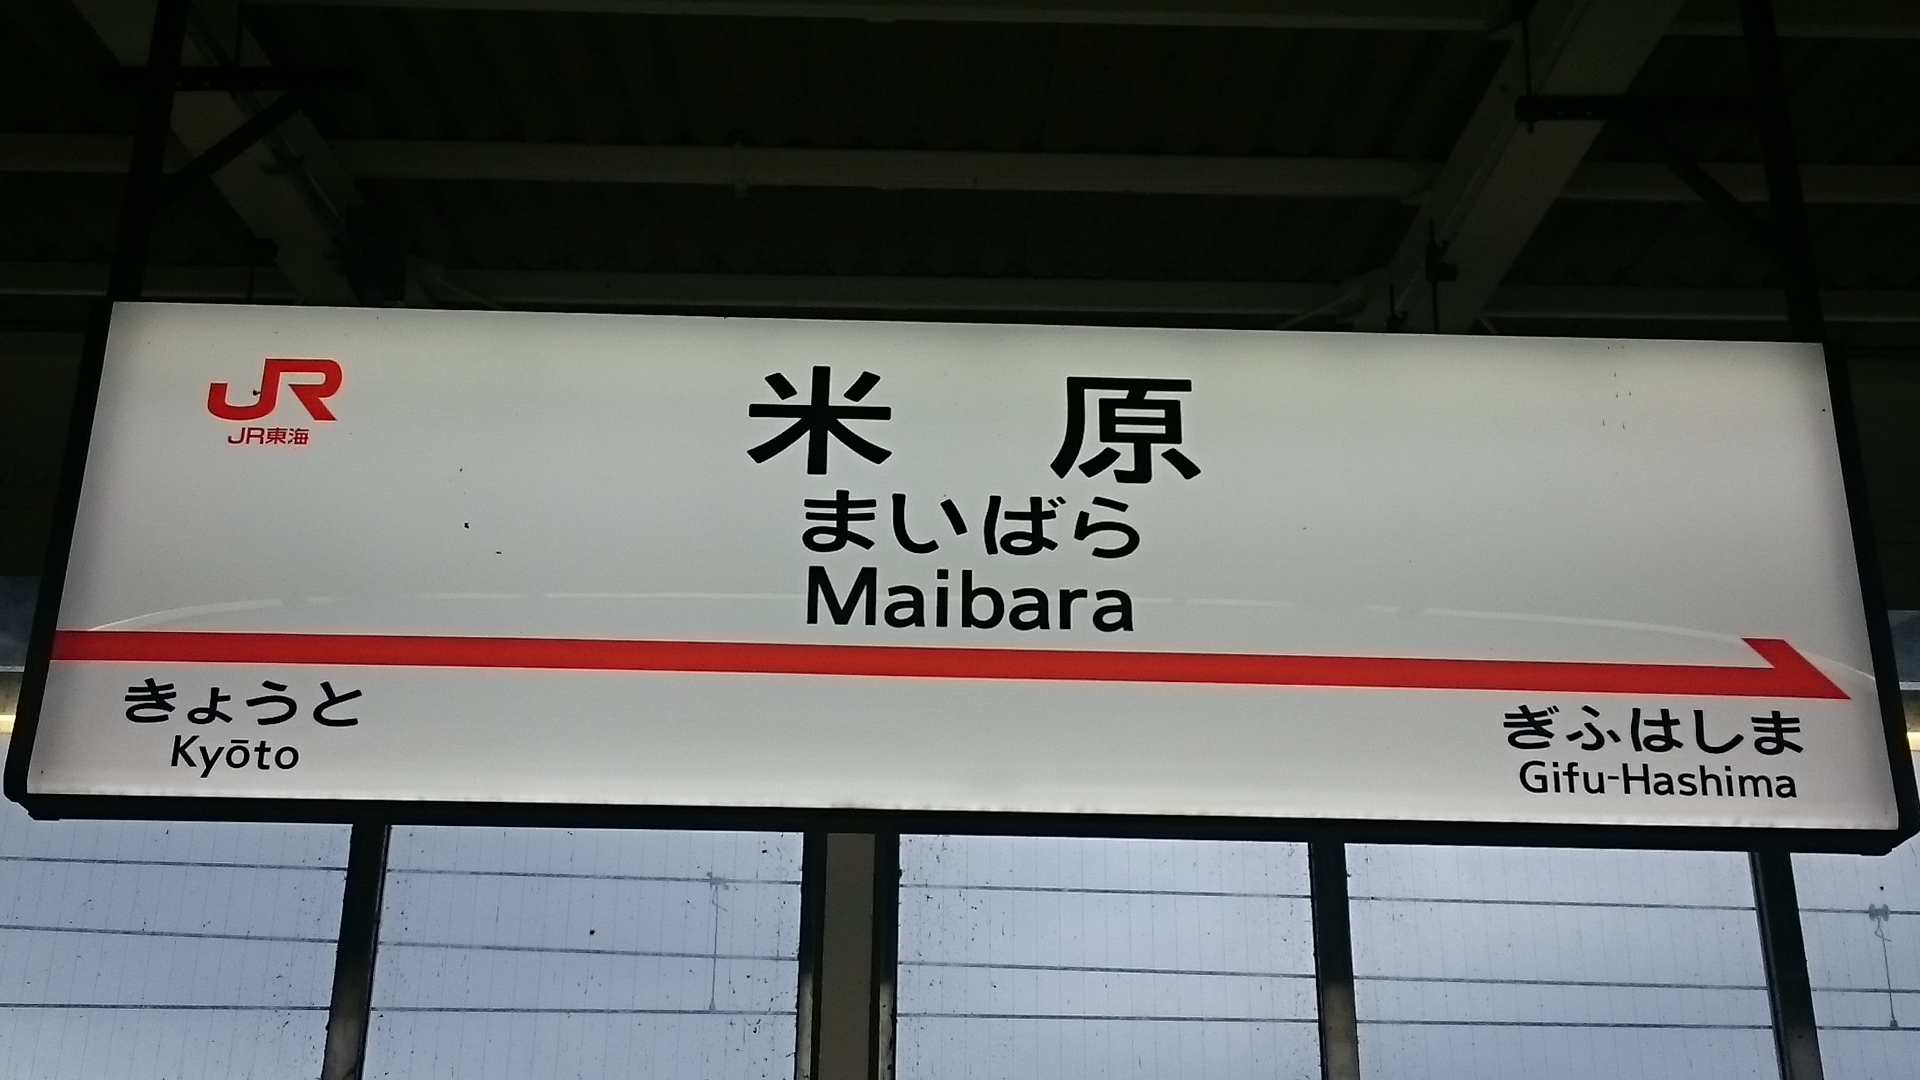 JR
JR東海
米原
まいばら
Maibara
きょうと
Kyōto
ぎふはしま
Gifu-Hashima